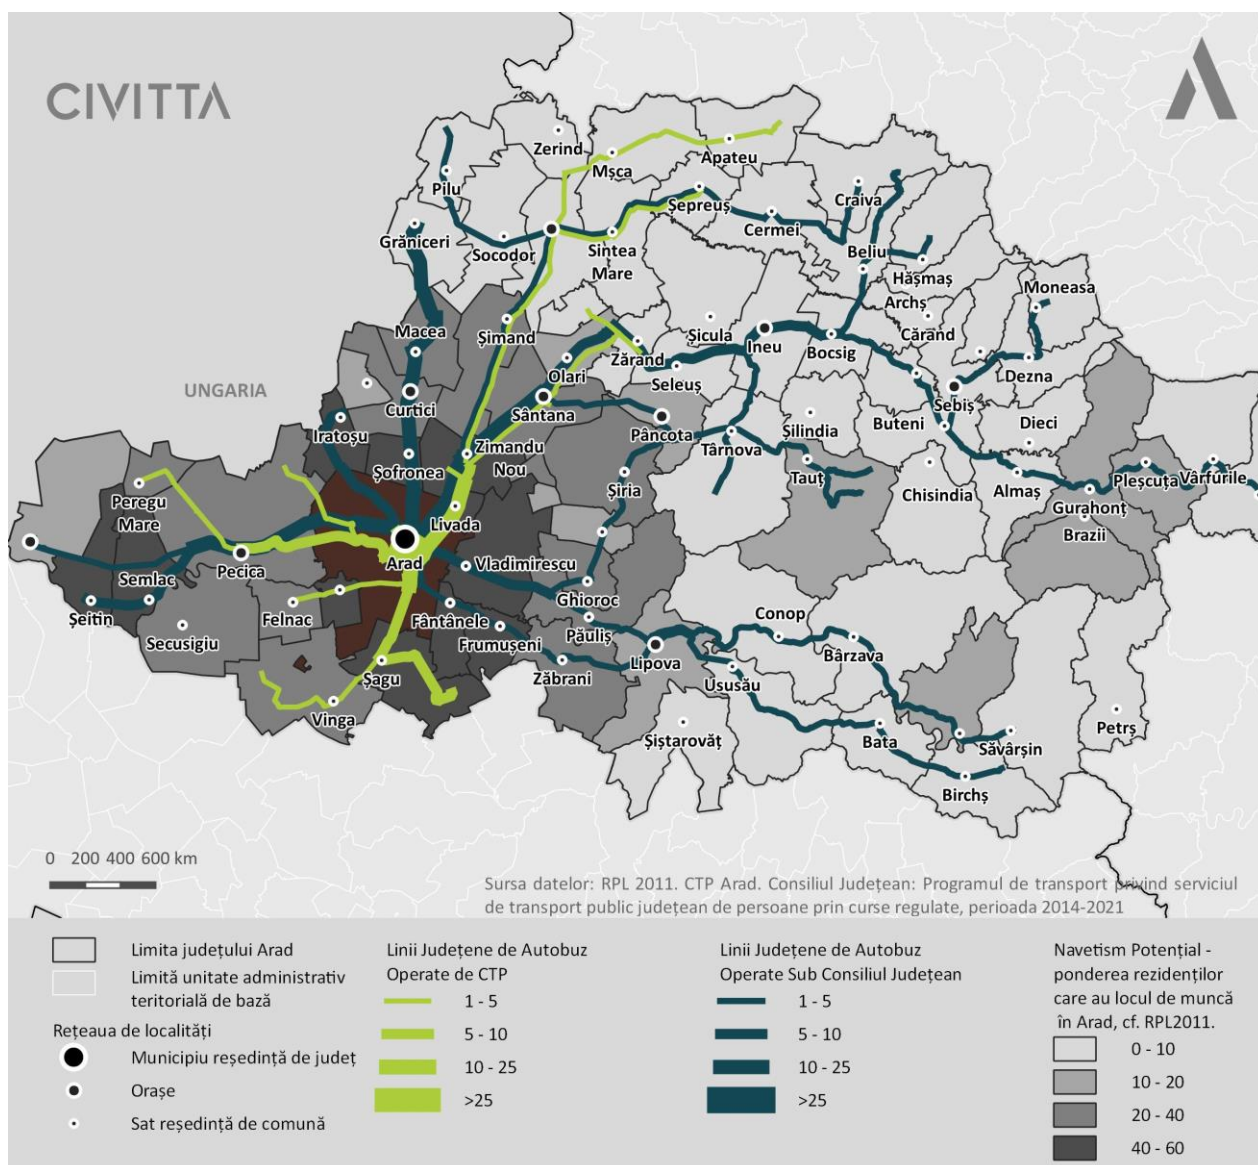 CIVITTA
Zerind
Mșca
Apateu
Pilu
Craiva
Șepreuș
Cermei
Grăniceri
Socodor
Sintea
Mare
Beliu
Hășmaș
Moneasa
Archș
Cărand
Macea
Șimand
Șicula
Ineu
Bocsig
Zărand
Olari
Seleuș
Dezna
UNGARIA
Curtici
Sântana
Sebiș
Iratoșu
Pâncota
Șilindia
Buteni
Dieci
Zimandu
Nou
Târnova
Șofronea
Peregu
Mare
Șiria
Tauț
Chisindia
Almaș
Pleșcuța
Vârfurile
Livada
Gurahonț
Brazii
Arad
Vladimirescu
Pecica
Semlac
Ghioroc
Șeitin
Felnac
Fântânele
Conop
Secusigiu
Frumușeni
Păuliș
Bârzava
Zăbrani
Lipova
Șagu
Ususău
Vinga
Petrș
Șiștarovăț
Bata
Săvârșin
Birchș
0 200 400 600 km
Sursa datelor: RPL 2011. CTP Arad. Consiliul Județean: Programul de transport privind serviciul
de transport public județean de persoane prin curse regulate, perioada 2014-2021
Limita județului Arad
Limită unitate administrativ
teritorială de bază
Rețeaua de localități
Municipiu reședință de județ
Orașe
Sat reședință de comună
Linii Județene de Autobuz
Operate de CTP
1 - 5
5 - 10
10 - 25
>25
Linii Județene de Autobuz
Operate Sub Consiliul Județean
1 - 5
5 - 10
10 - 25
>25
Navetism Potențial -
ponderea rezidenților
care au locul de muncă
în Arad, cf. RPL2011.
0 - 10
10 - 20
20 - 40
40 - 60